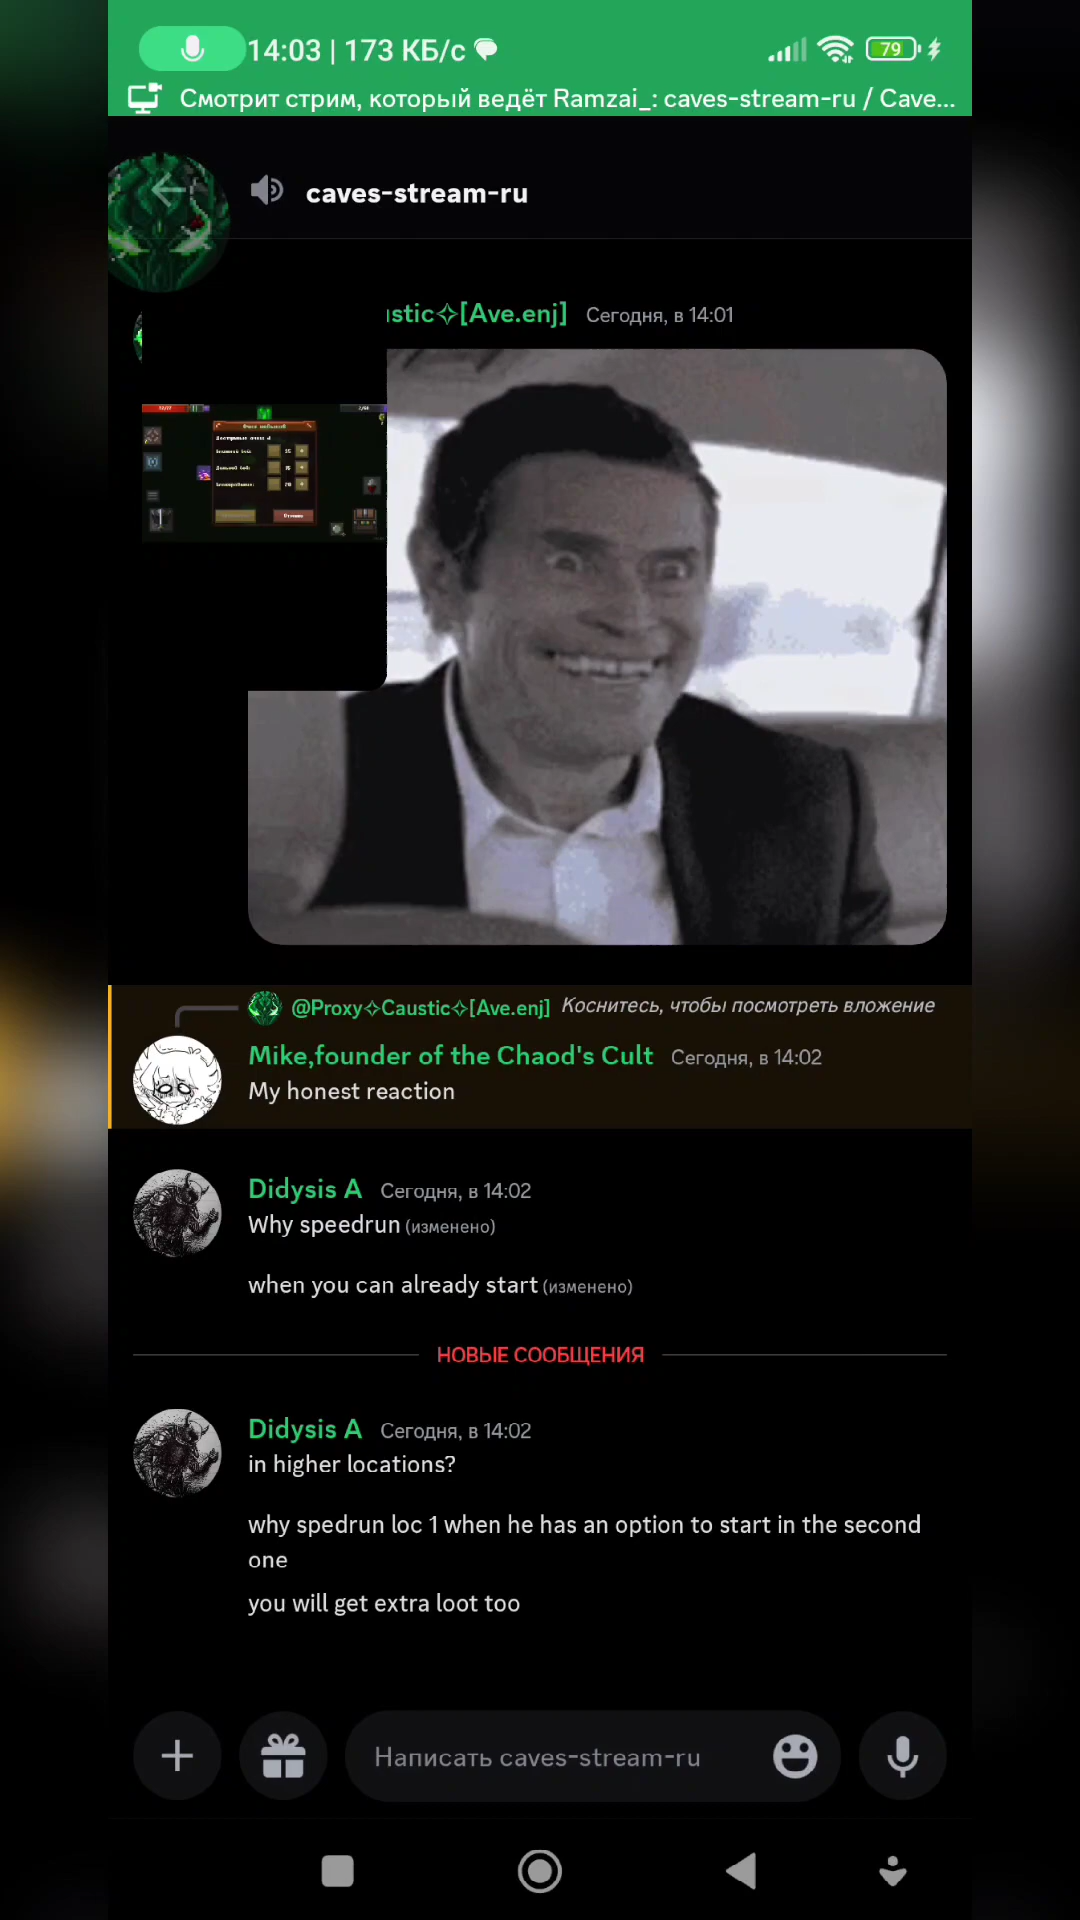 14:03 | 173 КБ/с
79
Смотрит стрим, который ведёт Ramzai_: caves-stream-ru / Cave...
caves-stream-ru
stic✧[Ave.enj] Сегодня, в 14:01
@Proxy✧Caustic✧[Ave.enj] Коснитесь, чтобы посмотреть вложение
Mike,founder of the Chaod's Cult Сегодня, в 14:02
My honest reaction
Didysis A Сегодня, в 14:02
Why speedrun (изменено)
when you can already start (изменено)
НОВЫЕ СООБЩЕНИЯ
Didysis A Сегодня, в 14:02
in higher locations?
why spedrun loc 1 when he has an option to start in the second
one
you will get extra loot too
Написать caves-stream-ru